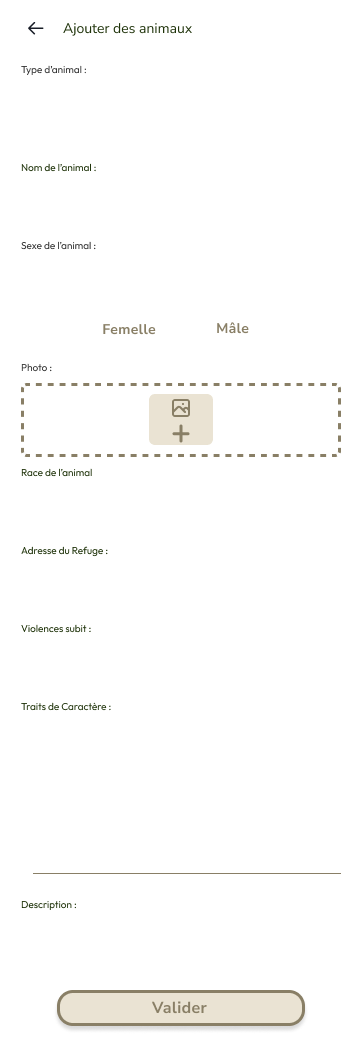 Ajouter des animaux
Type d'animal :
Nom de l'animal :
Sexe de l'animal :
Femelle Mâle
Photo :
Race de l'animal
Adresse du Refuge :
Violences subit :
Traits de Caractère :
Description :
Valider